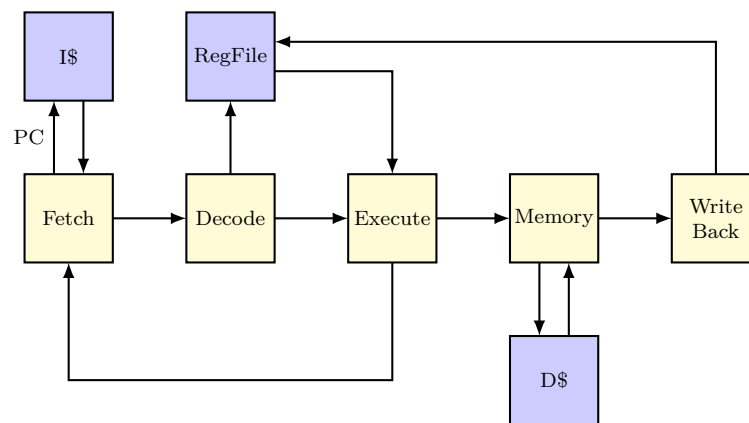 I$
RegFile
PC
Fetch
Decode
Execute
Memory
Write
Back
D$